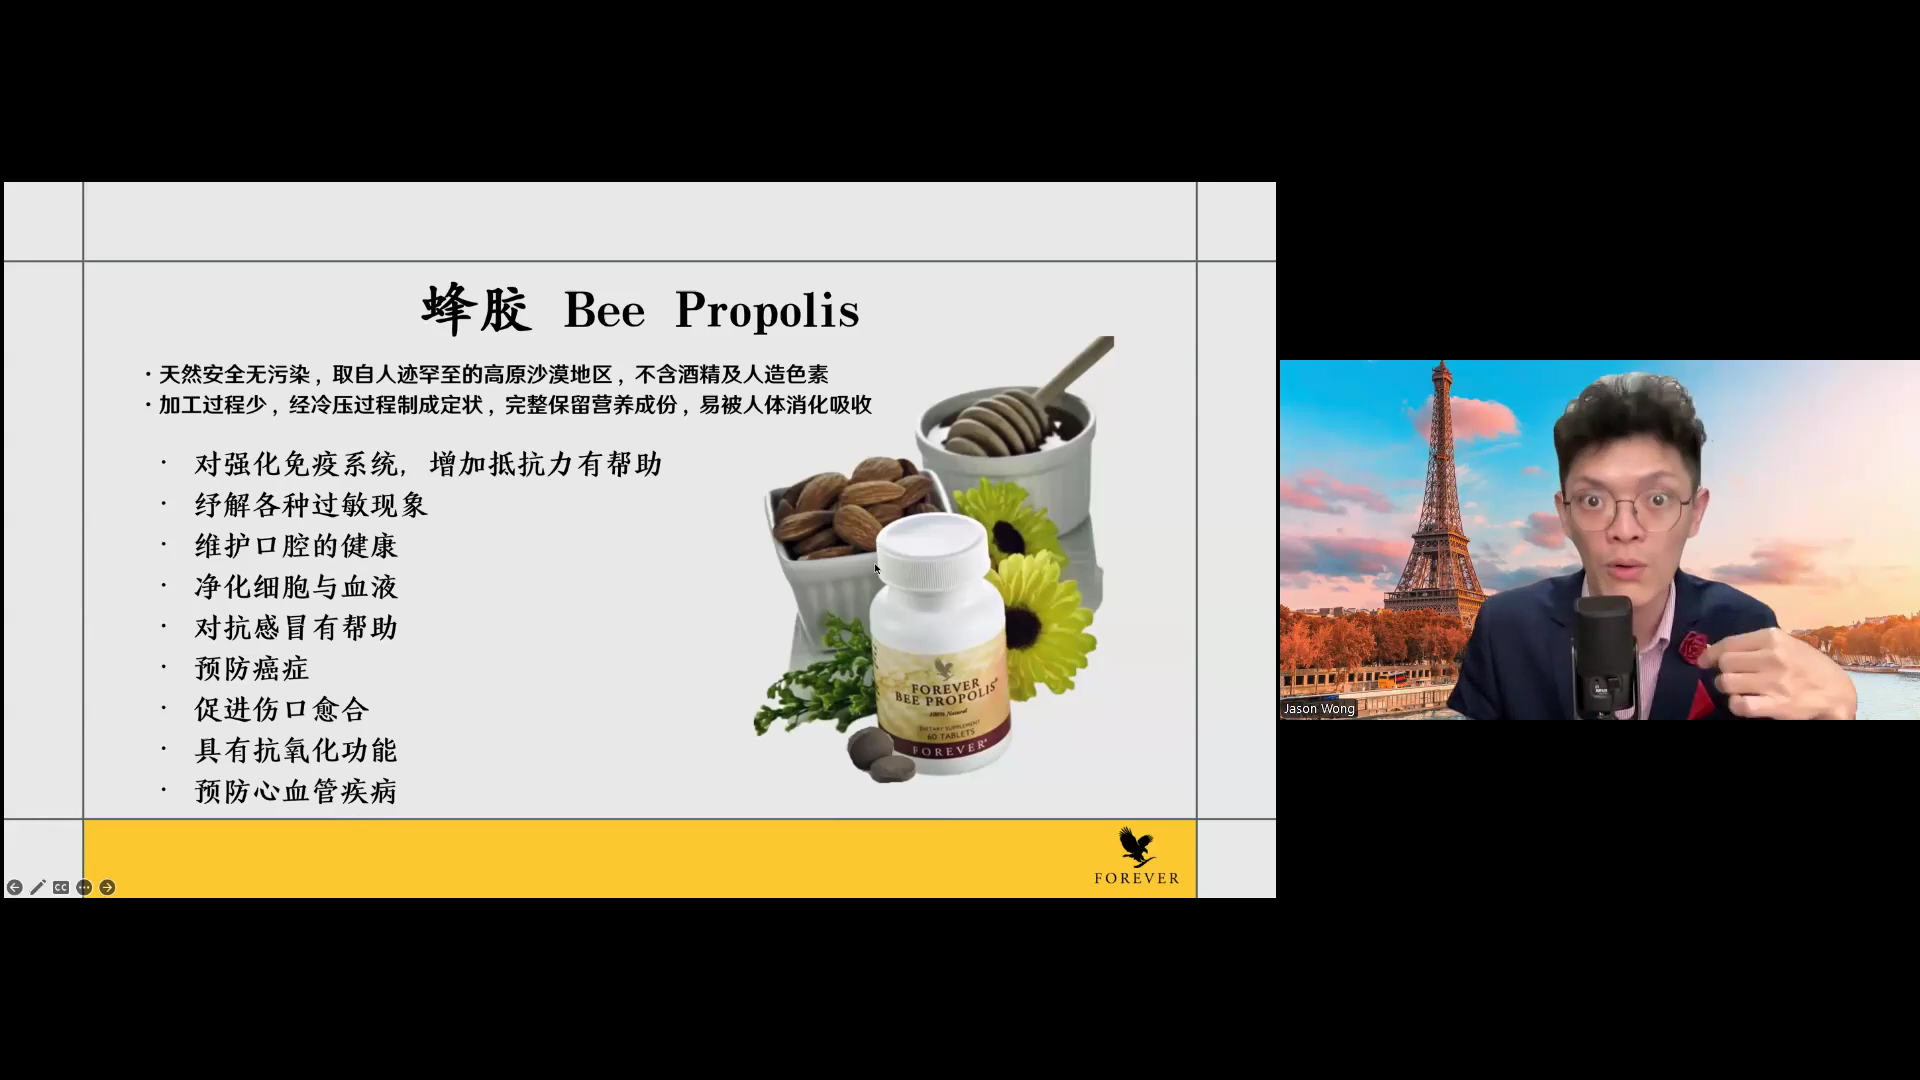 蜂胶 Bee Propolis
· 天然安全无污染，取自人迹罕至的高原沙漠地区，不含酒精及人造色素
· 加工过程少，经冷压过程制成定状，完整保留营养成份，易被人体消化吸收
· 对强化免疫系统，增加抵抗力有帮助
· 纾解各种过敏现象
· 维护口腔的健康
· 净化细胞与血液
· 对抗感冒有帮助
· 预防癌症
· 促进伤口愈合
· 具有抗氧化功能
· 预防心血管疾病
FOREVER
BEE PROPOLIS®
100% Natural
DIETARY SUPPLEMENT
60 TABLETS
FOREVER®
FOREVER
CC
Jason Wong